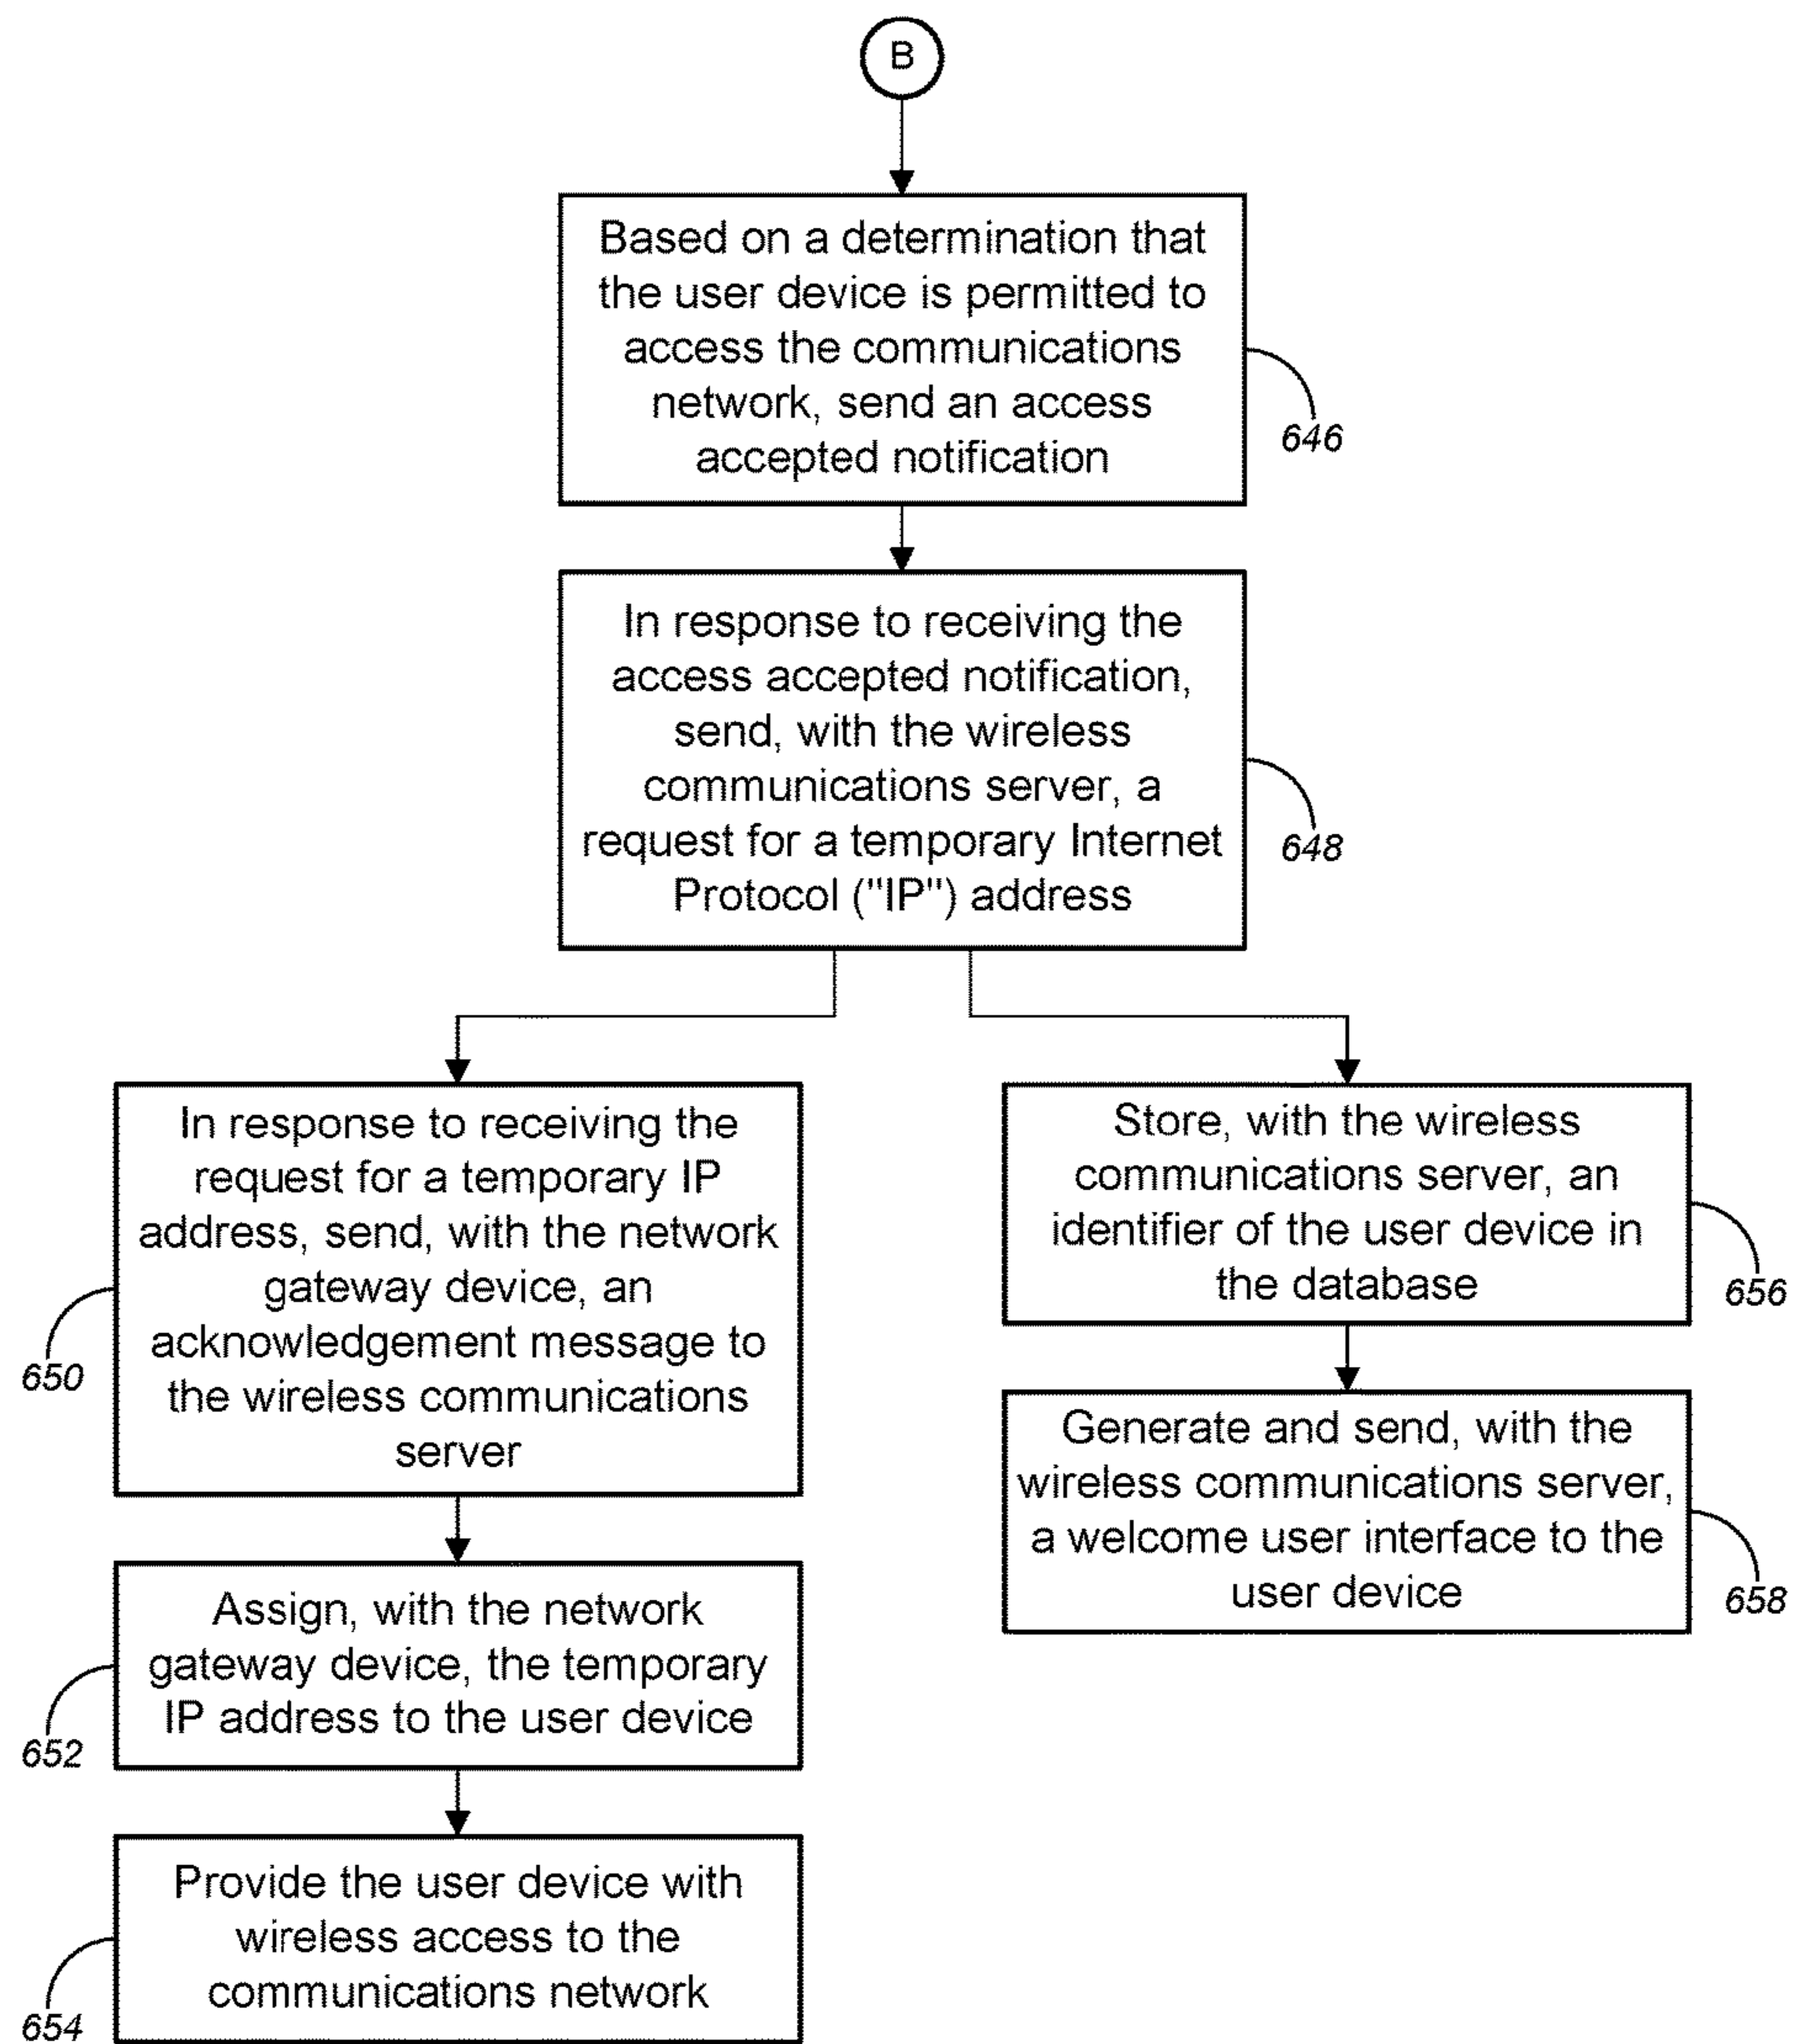 B
Based on a determination that
the user device is permitted to
access the communications
network, send an access
accepted notification
646
In response to receiving the
access accepted notification,
send, with the wireless
communications server, a
request for a temporary Internet
Protocol ("IP") address
648
In response to receiving the
request for a temporary IP
address, send, with the network
gateway device, an
acknowledgement message to
the wireless communications
server
650
Assign, with the network
gateway device, the temporary
IP address to the user device
652
Provide the user device with
wireless access to the
communications network
654
Store, with the wireless
communications server, an
identifier of the user device in
the database
656
Generate and send, with the
wireless communications server,
a welcome user interface to the
user device
658